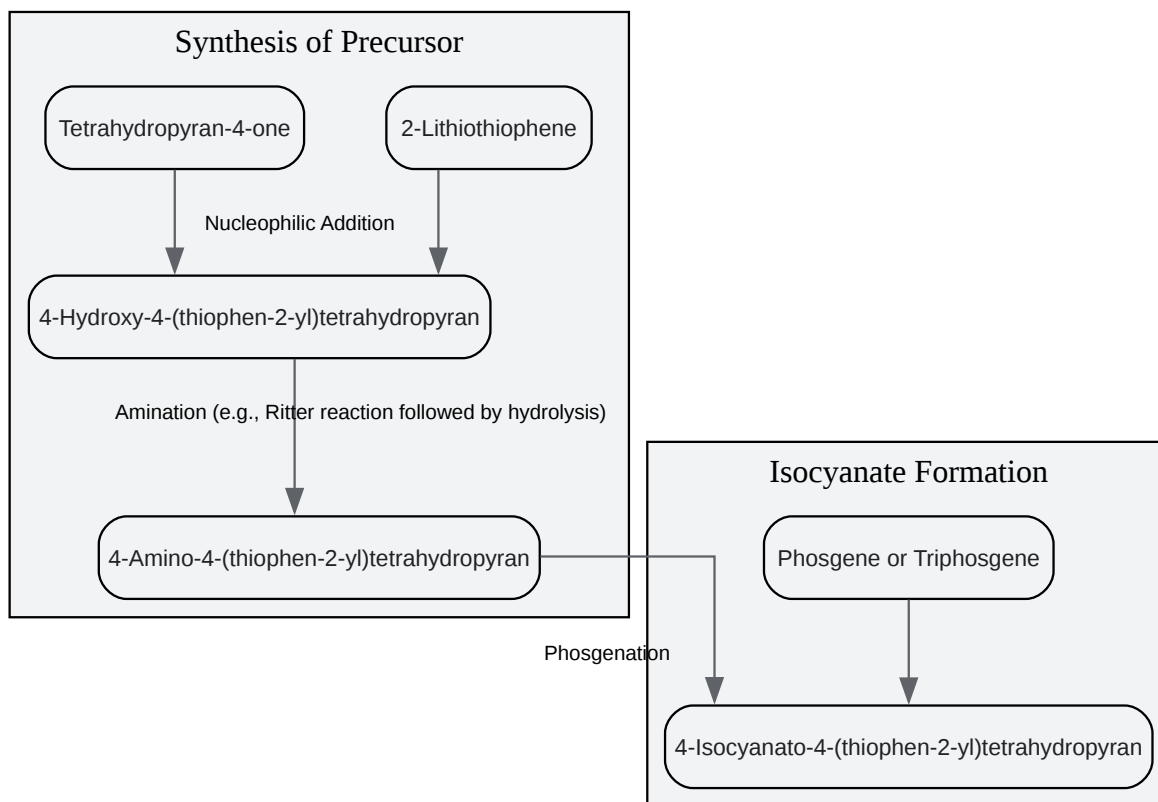 Synthesis of Precursor
Tetrahydropyran-4-one
2-Lithiothiophene
Nucleophilic Addition
4-Hydroxy-4-(thiophen-2-yl)tetrahydropyran
Amination (e.g., Ritter reaction followed by hydrolysis)
4-Amino-4-(thiophen-2-yl)tetrahydropyran
Isocyanate Formation
Phosgene or Triphosgene
Phosgenation
4-Isocyanato-4-(thiophen-2-yl)tetrahydropyran